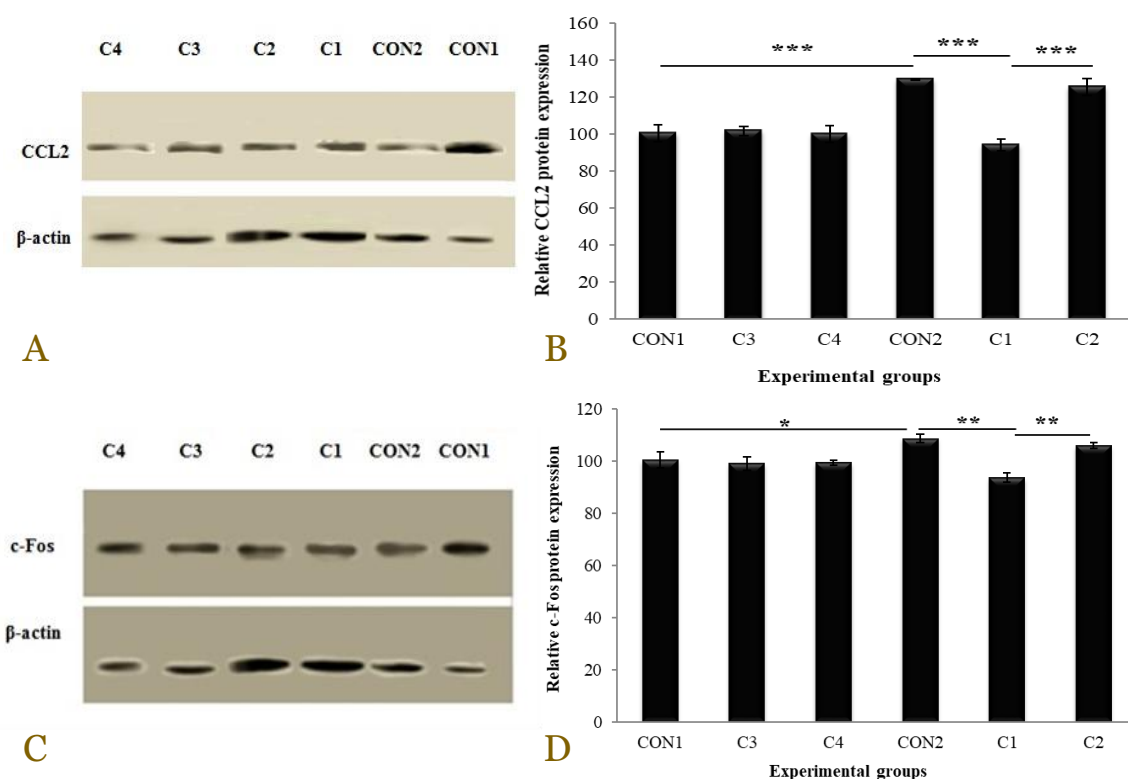 C4 C3 C2 C1 CON2 CON1
CCL2
β-actin
A
160
140
120
100
80
60
40
20
0
Relative CCL2 protein expression
*** *** ***
CON1 C3 C4 CON2 C1 C2
Experimental groups
B
C4 C3 C2 C1 CON2 CON1
c-Fos
β-actin
C
120
100
80
60
40
20
0
Relative c-Fos protein expression
* ** **
CON1 C3 C4 CON2 C1 C2
Experimental groups
D